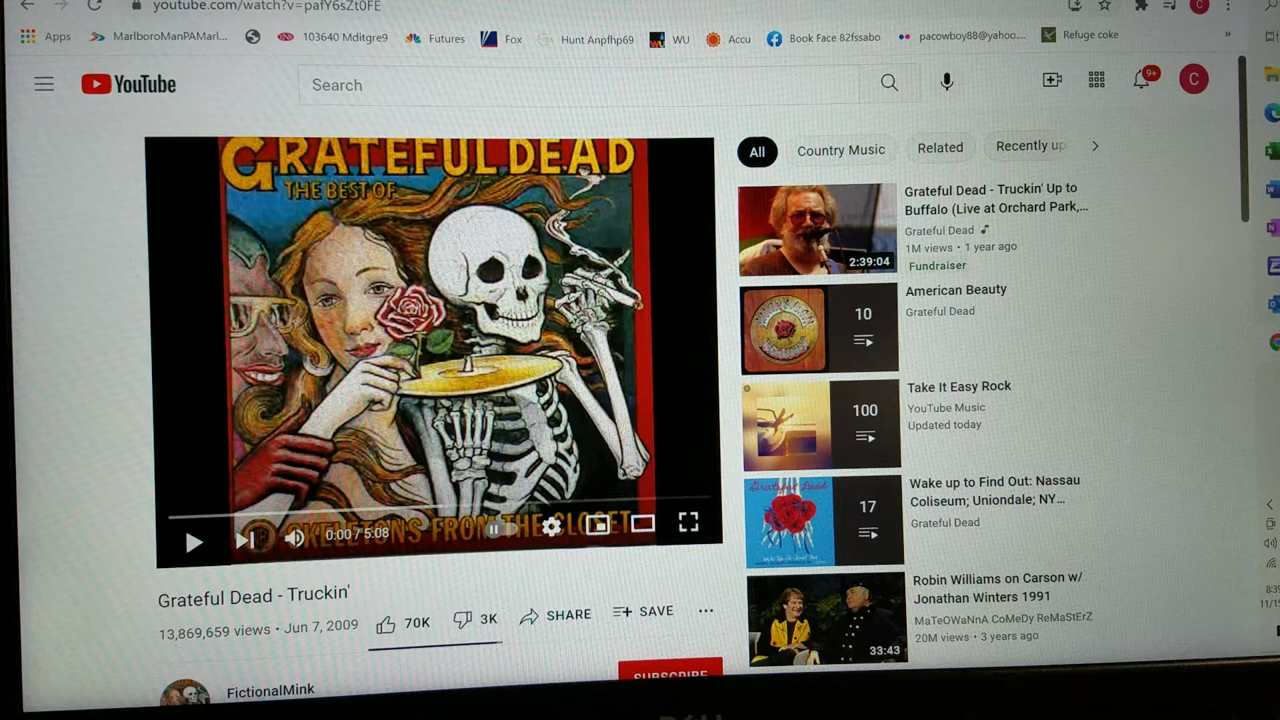 youtube.com/watch?v=pafY6sZt0FE
Apps MarlboroManPAMarl... 103640 Mditgre9 Futures Fox Hunt Anpfhp69 WU Accu Book Face 82fssabo pacowboy88@yahoo.... Refuge coke »
YouTube
Search
9+
C
GRATEFUL DEAD
THE BEST OF
SKELETONS FROM THE CLOSET
0:00 / 5:08
Grateful Dead - Truckin'
13,869,659 views • Jun 7, 2009
70K 3K SHARE SAVE ...
FictionalMink
SUBSCRIBE
All Country Music Related Recently up
Grateful Dead - Truckin' Up to
Buffalo (Live at Orchard Park,...
Grateful Dead
1M views • 1 year ago
Fundraiser
2:39:04
American Beauty
Grateful Dead
10
Take It Easy Rock
YouTube Music
Updated today
100
Wake up to Find Out: Nassau
Coliseum; Uniondale; NY...
Grateful Dead
17
Robin Williams on Carson w/
Jonathan Winters 1991
MaTeOWaNnA CoMeDy ReMaStErZ
20M views • 3 years ago
33:43